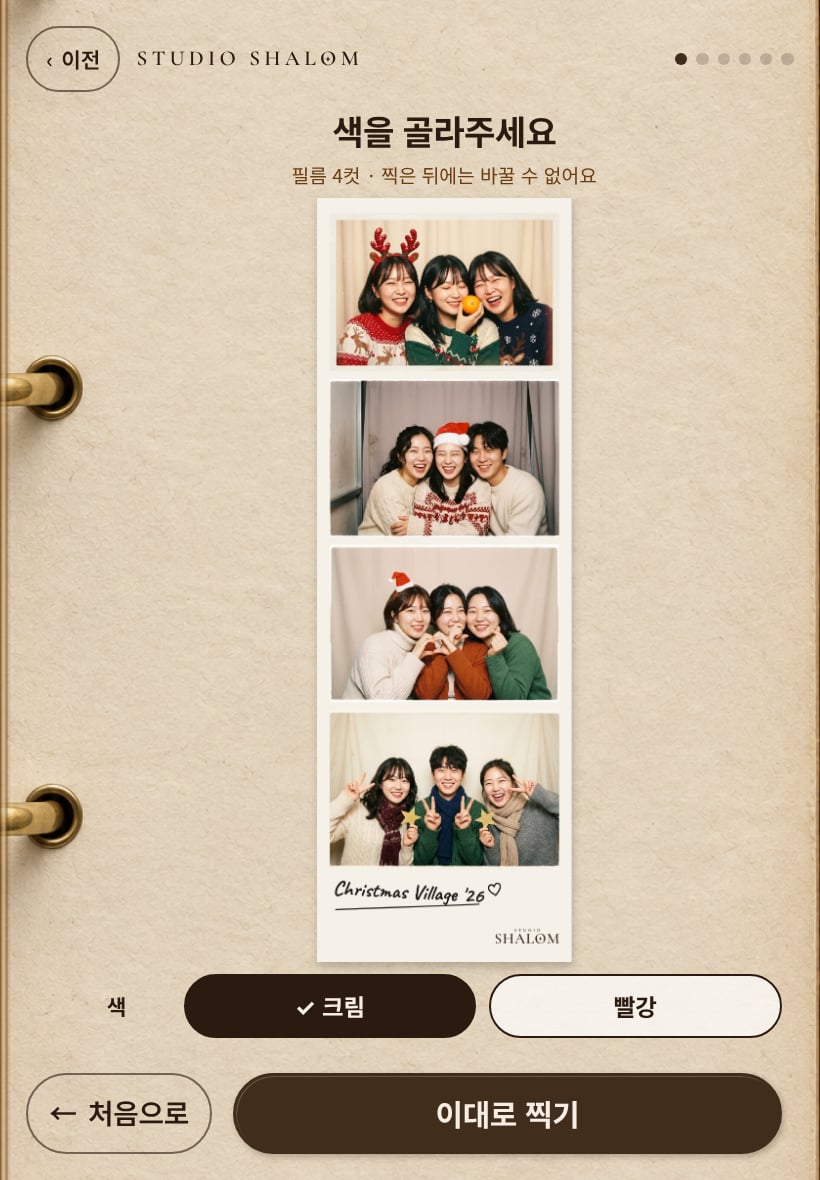 ‹ 이전
STUDIO SHALOM
색을 골라주세요
필름 4컷 · 찍은 뒤에는 바꿀 수 없어요
Christmas Village '26♡
STUDIO
SHALOM
색
✓ 크림
빨강
← 처음으로
이대로 찍기